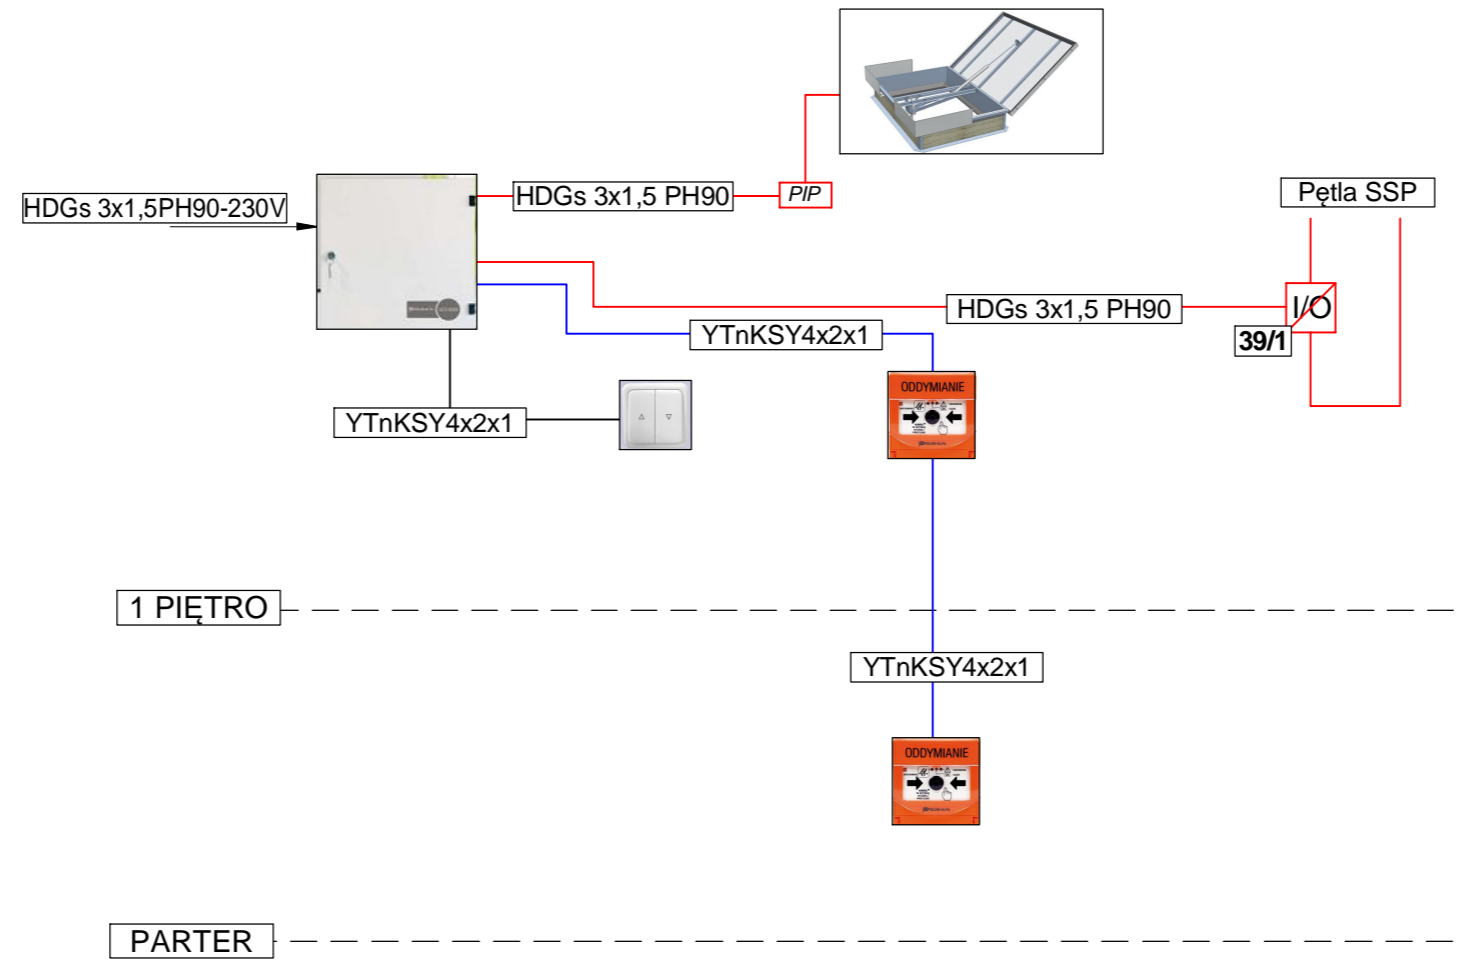 HDGs 3x1,5PH90-230V
HDGs 3x1,5 PH90
PIP
Pętla SSP
HDGs 3x1,5 PH90
I/O
39/1
YTnKSY4x2x1
YTnKSY4x2x1
ODDYMIANIE
1 PIĘTRO
YTnKSY4x2x1
ODDYMIANIE
PARTER